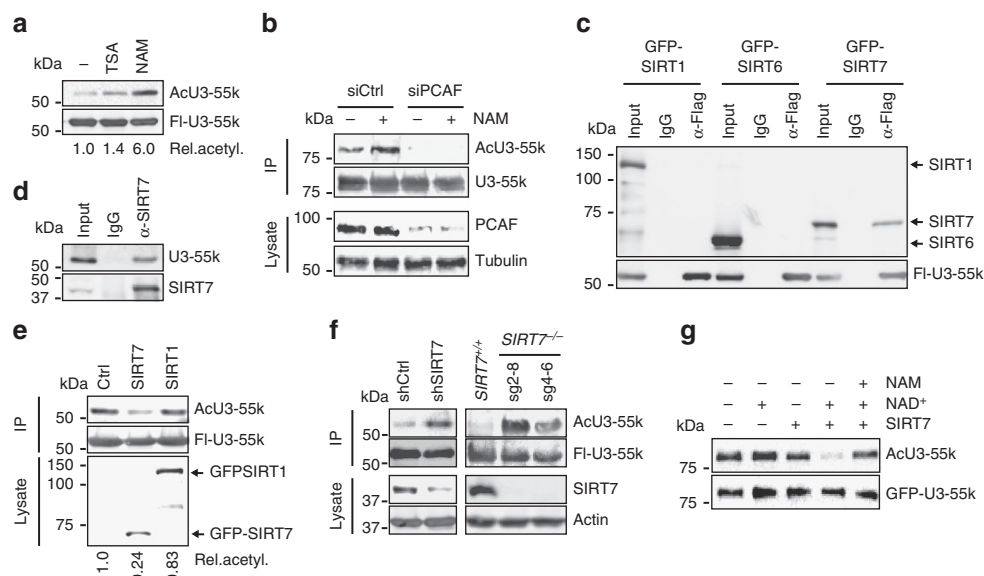 a
kDa
– TSA NAM
50 AcU3-55k
50 Fl-U3-55k
1.0 1.4 6.0 Rel.acetyl.
b
siCtrl siPCAF
kDa – + – + NAM
IP
75 AcU3-55k
75 U3-55k
Lysate
100 PCAF
50 Tubulin
c
GFP-SIRT1 GFP-SIRT6 GFP-SIRT7
kDa Input IgG α-Flag Input IgG α-Flag Input IgG α-Flag
150
SIRT1
100
75
SIRT7
SIRT6
50 Fl-U3-55k
d
kDa Input IgG α-SIRT7
50 U3-55k
50 SIRT7
37
e
kDa Ctrl SIRT7 SIRT1
IP
50 AcU3-55k
50 Fl-U3-55k
Lysate
150 GFPSIRT1
100
75 GFP-SIRT7
1.0 0.24 0.83 Rel.acetyl.
f
kDa shCtrl shSIRT7 SIRT7+/+ SIRT7–/–
sg2-8 sg4-6
IP
50 AcU3-55k
50 Fl-U3-55k
Lysate
37 SIRT7
37 Actin
g
– – – – + NAM
– + – + + NAD+
kDa – – + + + SIRT7
75 AcU3-55k
75 GFP-U3-55k